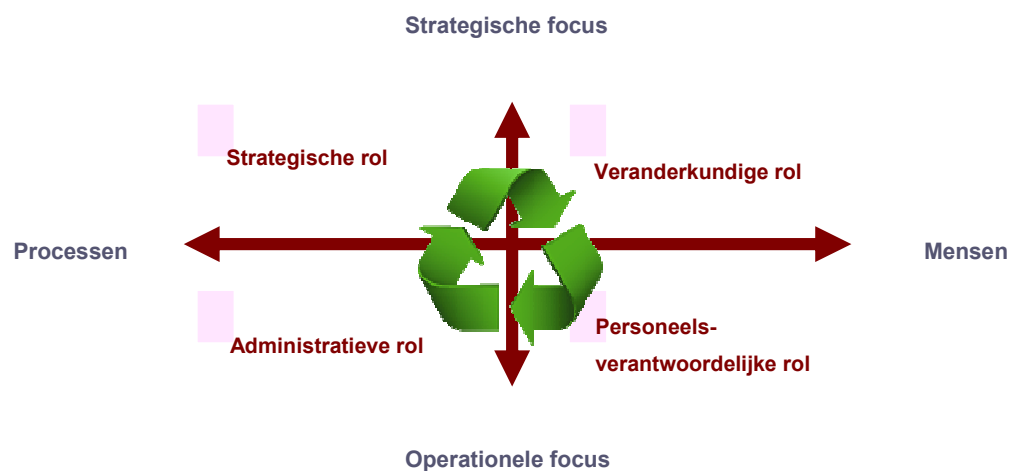 Strategische focus
Strategische rol
Veranderkundige rol
Processen
Mensen
Administratieve rol
Personeels-
verantwoordelijke rol
Operationele focus